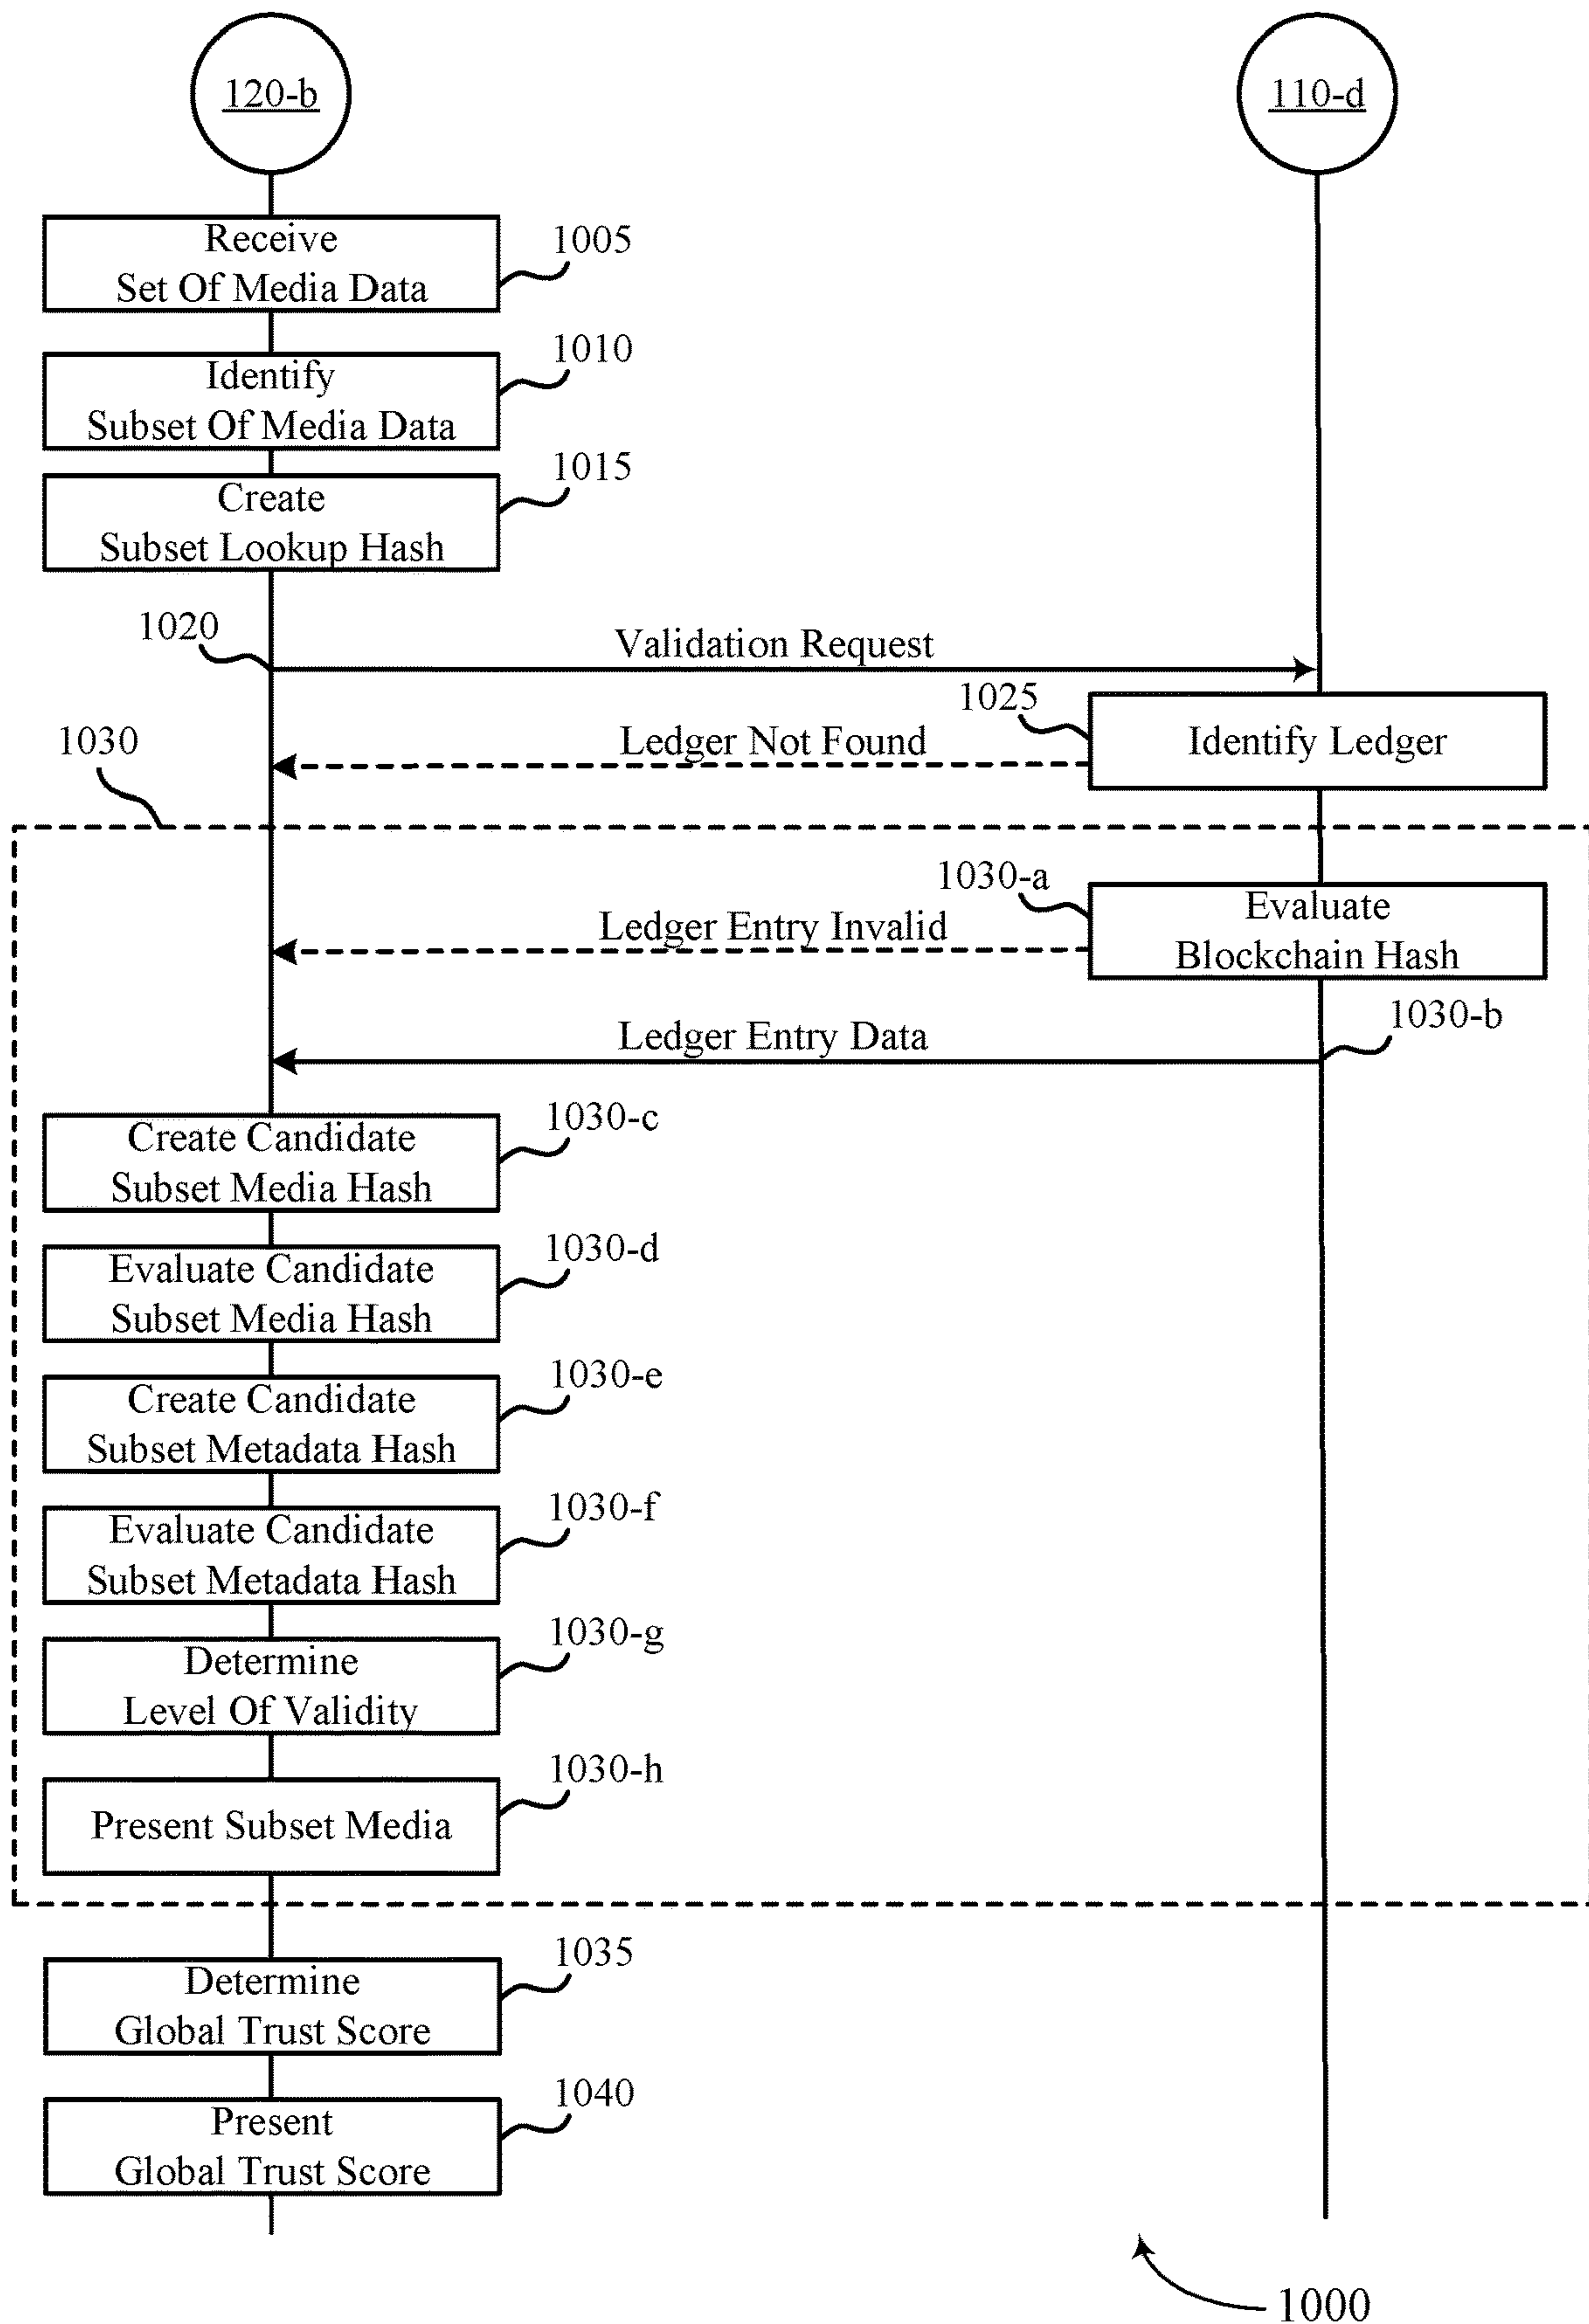 120-b
110-d
Receive
Set Of Media Data
1005
Identify
Subset Of Media Data
1010
Create
Subset Lookup Hash
1015
1020
Validation Request
1025
Identify Ledger
Ledger Not Found
1030
1030-a
Evaluate
Blockchain Hash
Ledger Entry Invalid
1030-b
Ledger Entry Data
Create Candidate
Subset Media Hash
1030-c
Evaluate Candidate
Subset Media Hash
1030-d
Create Candidate
Subset Metadata Hash
1030-e
Evaluate Candidate
Subset Metadata Hash
1030-f
Determine
Level Of Validity
1030-g
Present Subset Media
1030-h
Determine
Global Trust Score
1035
Present
Global Trust Score
1040
1000